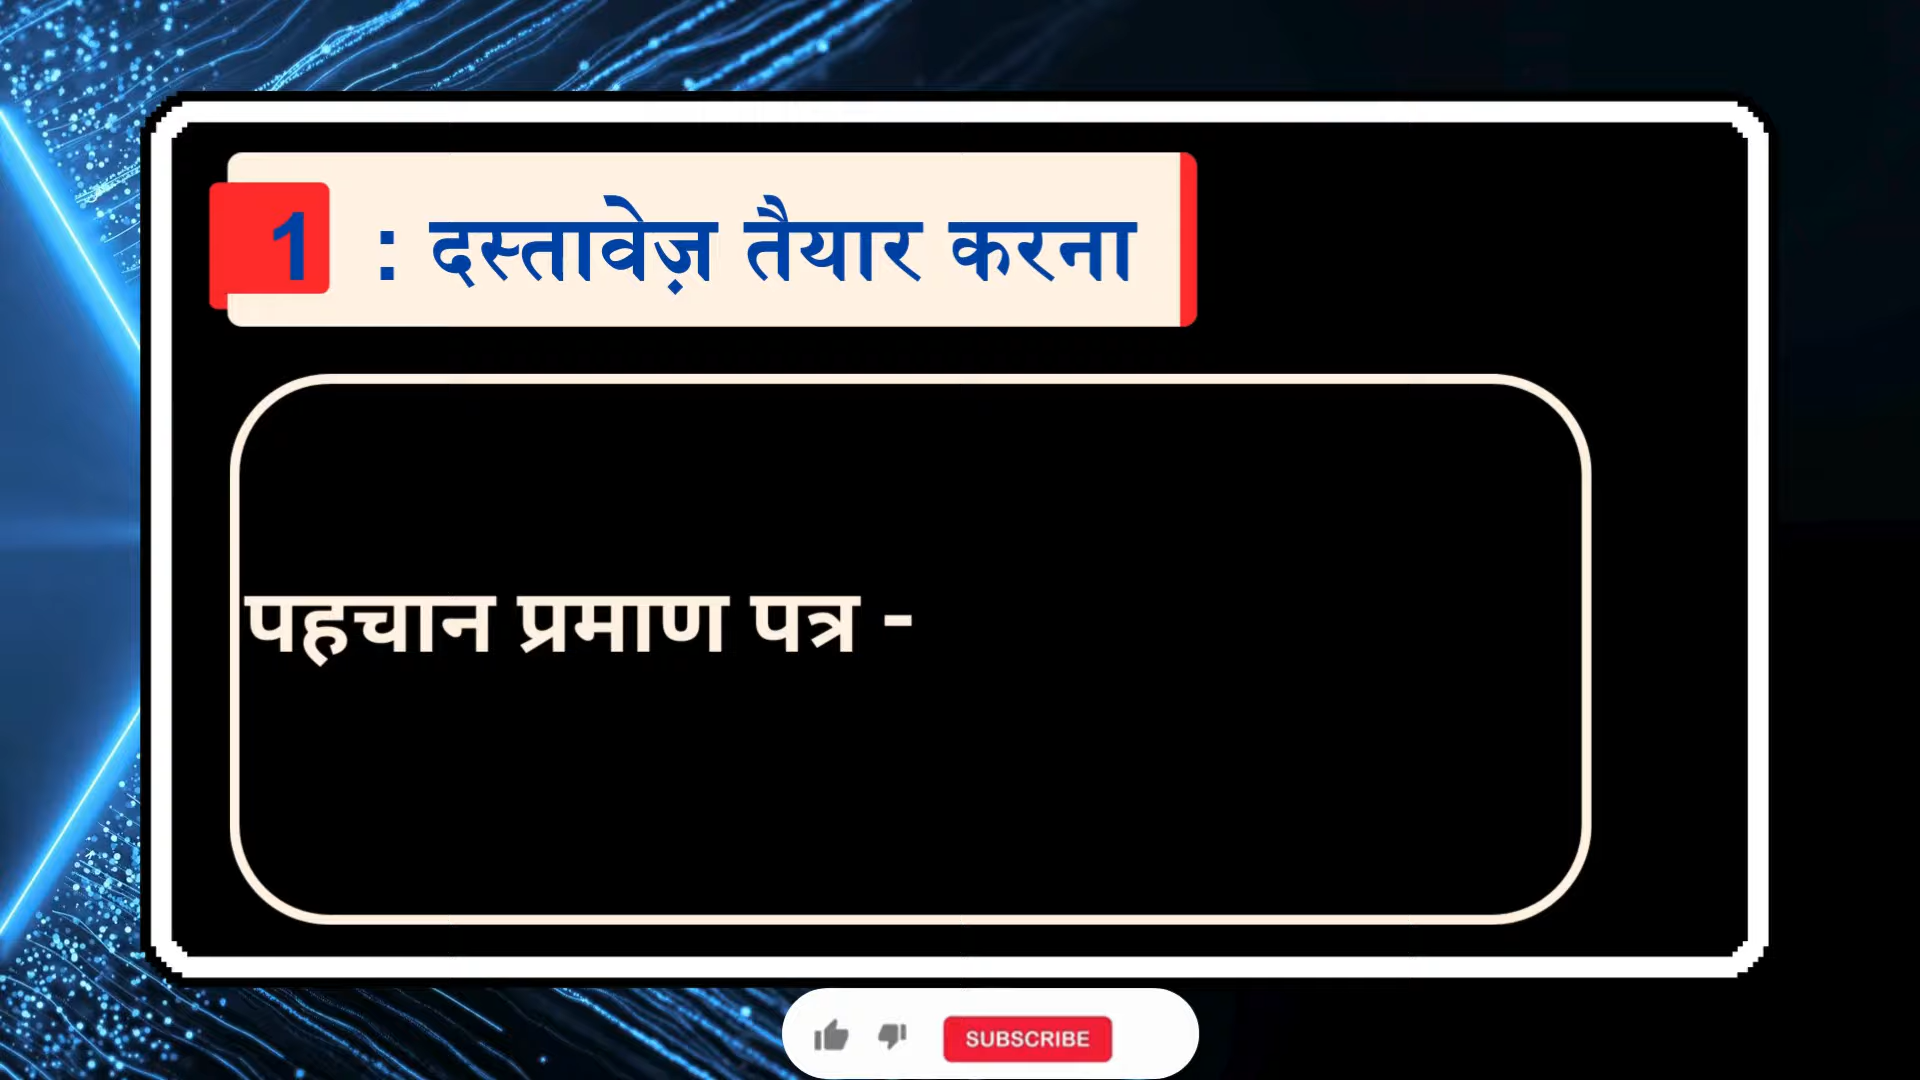 1 : दस्तावेज़ तैयार करना
पहचान प्रमाण पत्र -
SUBSCRIBE